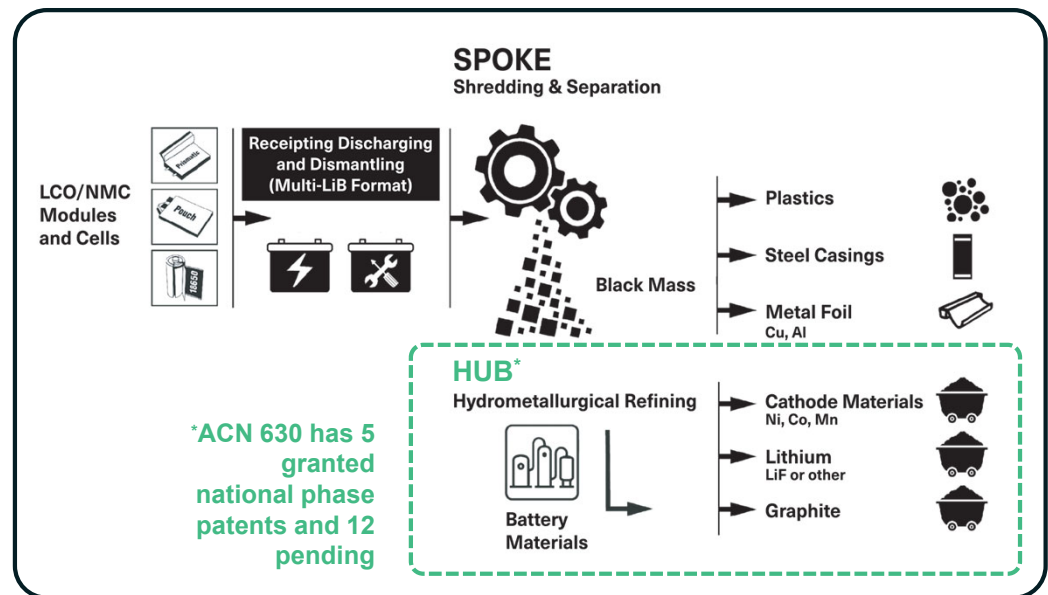 SPOKE
Shredding & Separation
LCO/NMC
Modules
and Cells
Prismatic
Pouch
18650
Receipting Discharging
and Dismantling
(Multi-LiB Format)
Black Mass
Plastics
Steel Casings
Metal Foil
Cu, Al
HUB*
Hydrometallurgical Refining
Battery
Materials
Cathode Materials
Ni, Co, Mn
Lithium
LiF or other
Graphite
*ACN 630 has 5
granted
national phase
patents and 12
pending